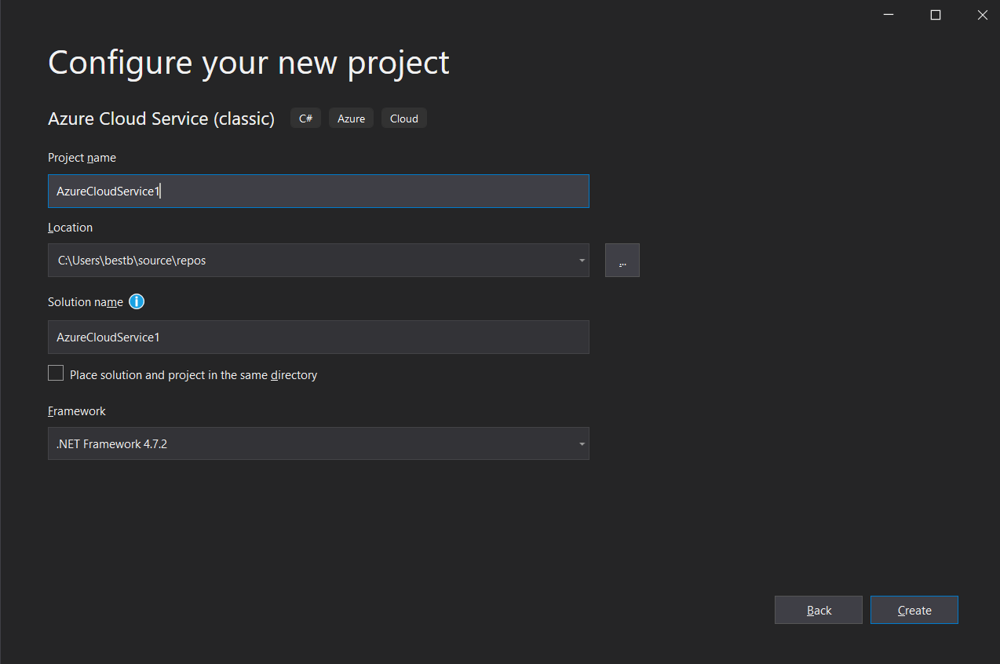 Configure your new project
Azure Cloud Service (classic) C# Azure Cloud
Project name
AzureCloudService1
Location
C:\Users\bestb\source\repos
...
Solution name
AzureCloudService1
Place solution and project in the same directory
Framework
.NET Framework 4.7.2
Back Create